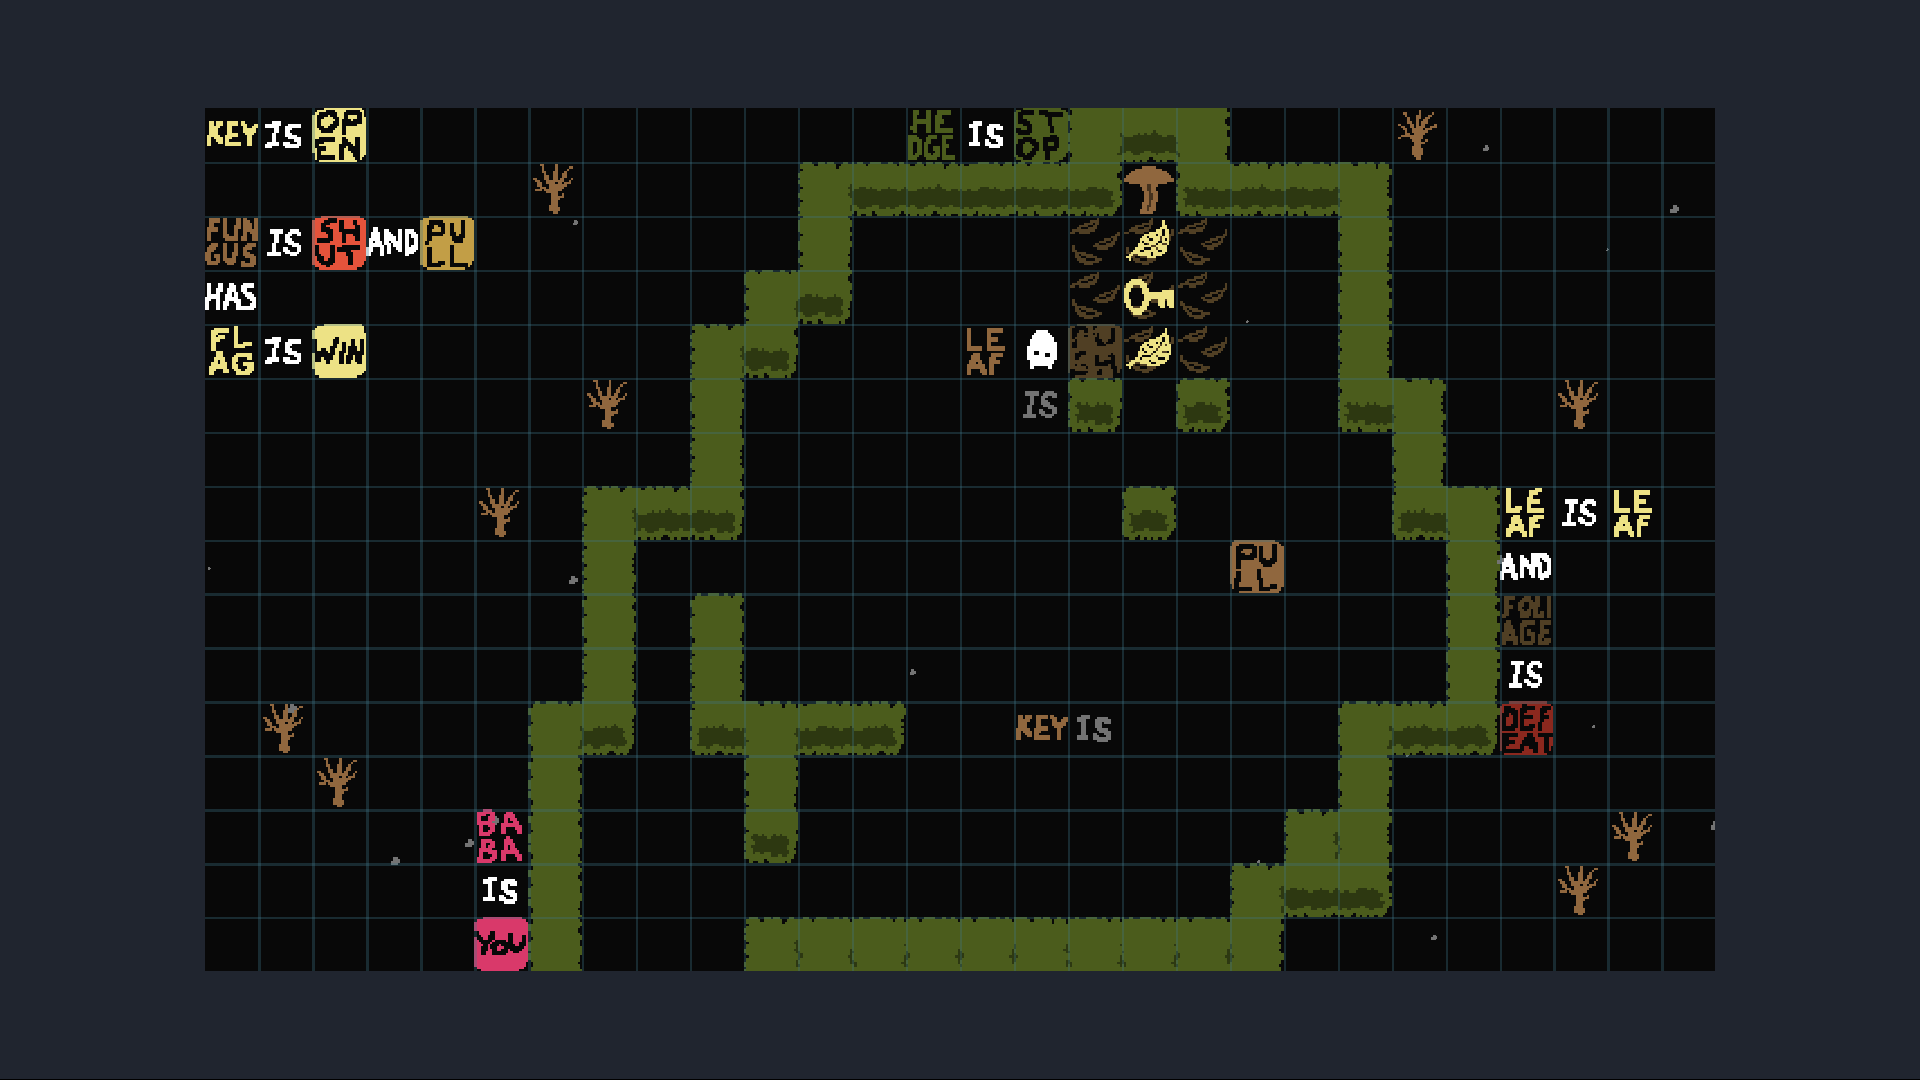 KEY IS OPEN
HEDGE IS STOP
FUNGUS IS SHUT AND PULL
HAS
FLAG IS WIN
LEAF PUSH
IS
LEAF IS LEAF
PULL
AND
FOLIAGE
IS
KEY IS
DEFEAT
BABA
IS
YOU